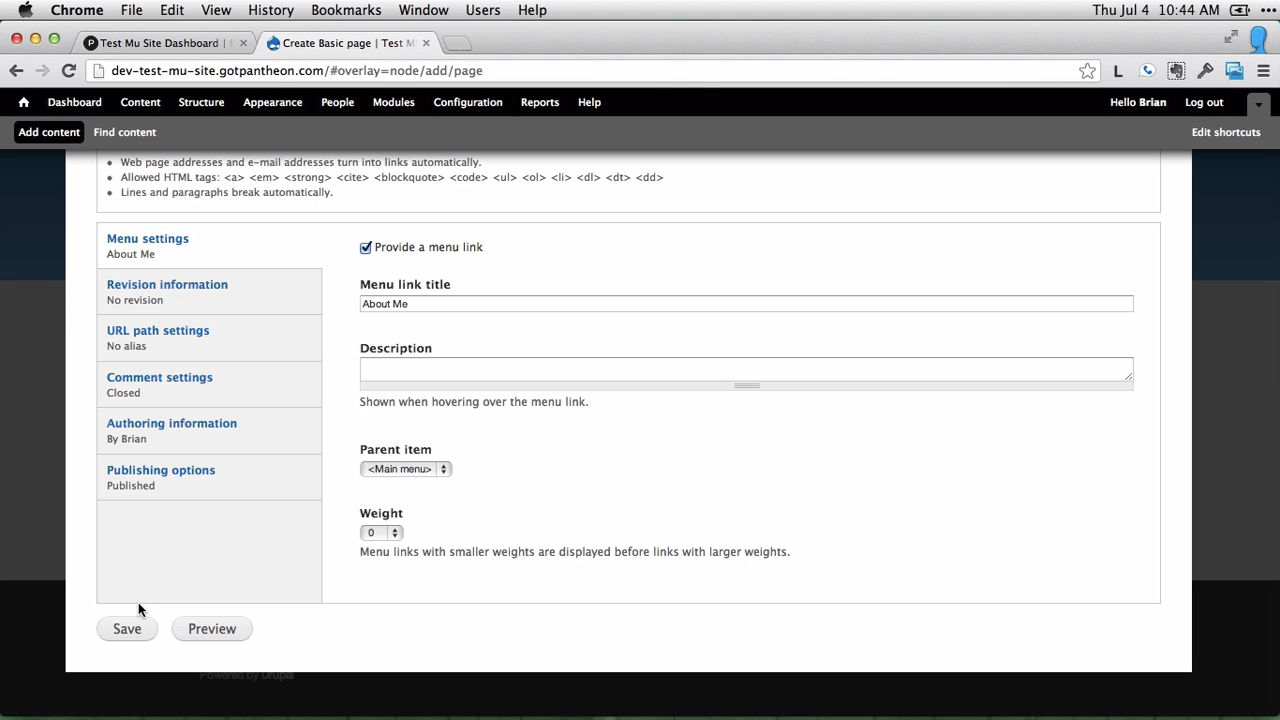 Chrome File Edit View History Bookmarks Window Users Help Thu Jul 4 10:44 AM
Test Mu Site Dashboard | Create Basic page | Test M
dev-test-mu-site.gotpantheon.com/#overlay=node/add/page
Dashboard Content Structure Appearance People Modules Configuration Reports Help Hello Brian Log out
Add content Find content Edit shortcuts
Web page addresses and e-mail addresses turn into links automatically.
Allowed HTML tags: <a> <em> <strong> <cite> <blockquote> <code> <ul> <ol> <li> <dl> <dt> <dd>
Lines and paragraphs break automatically.
Menu settings
About Me
Revision information
No revision
URL path settings
No alias
Comment settings
Closed
Authoring information
By Brian
Publishing options
Published
Provide a menu link
Menu link title
About Me
Description
Shown when hovering over the menu link.
Parent item
<Main menu>
Weight
0
Menu links with smaller weights are displayed before links with larger weights.
Save Preview
Powered by Drupal